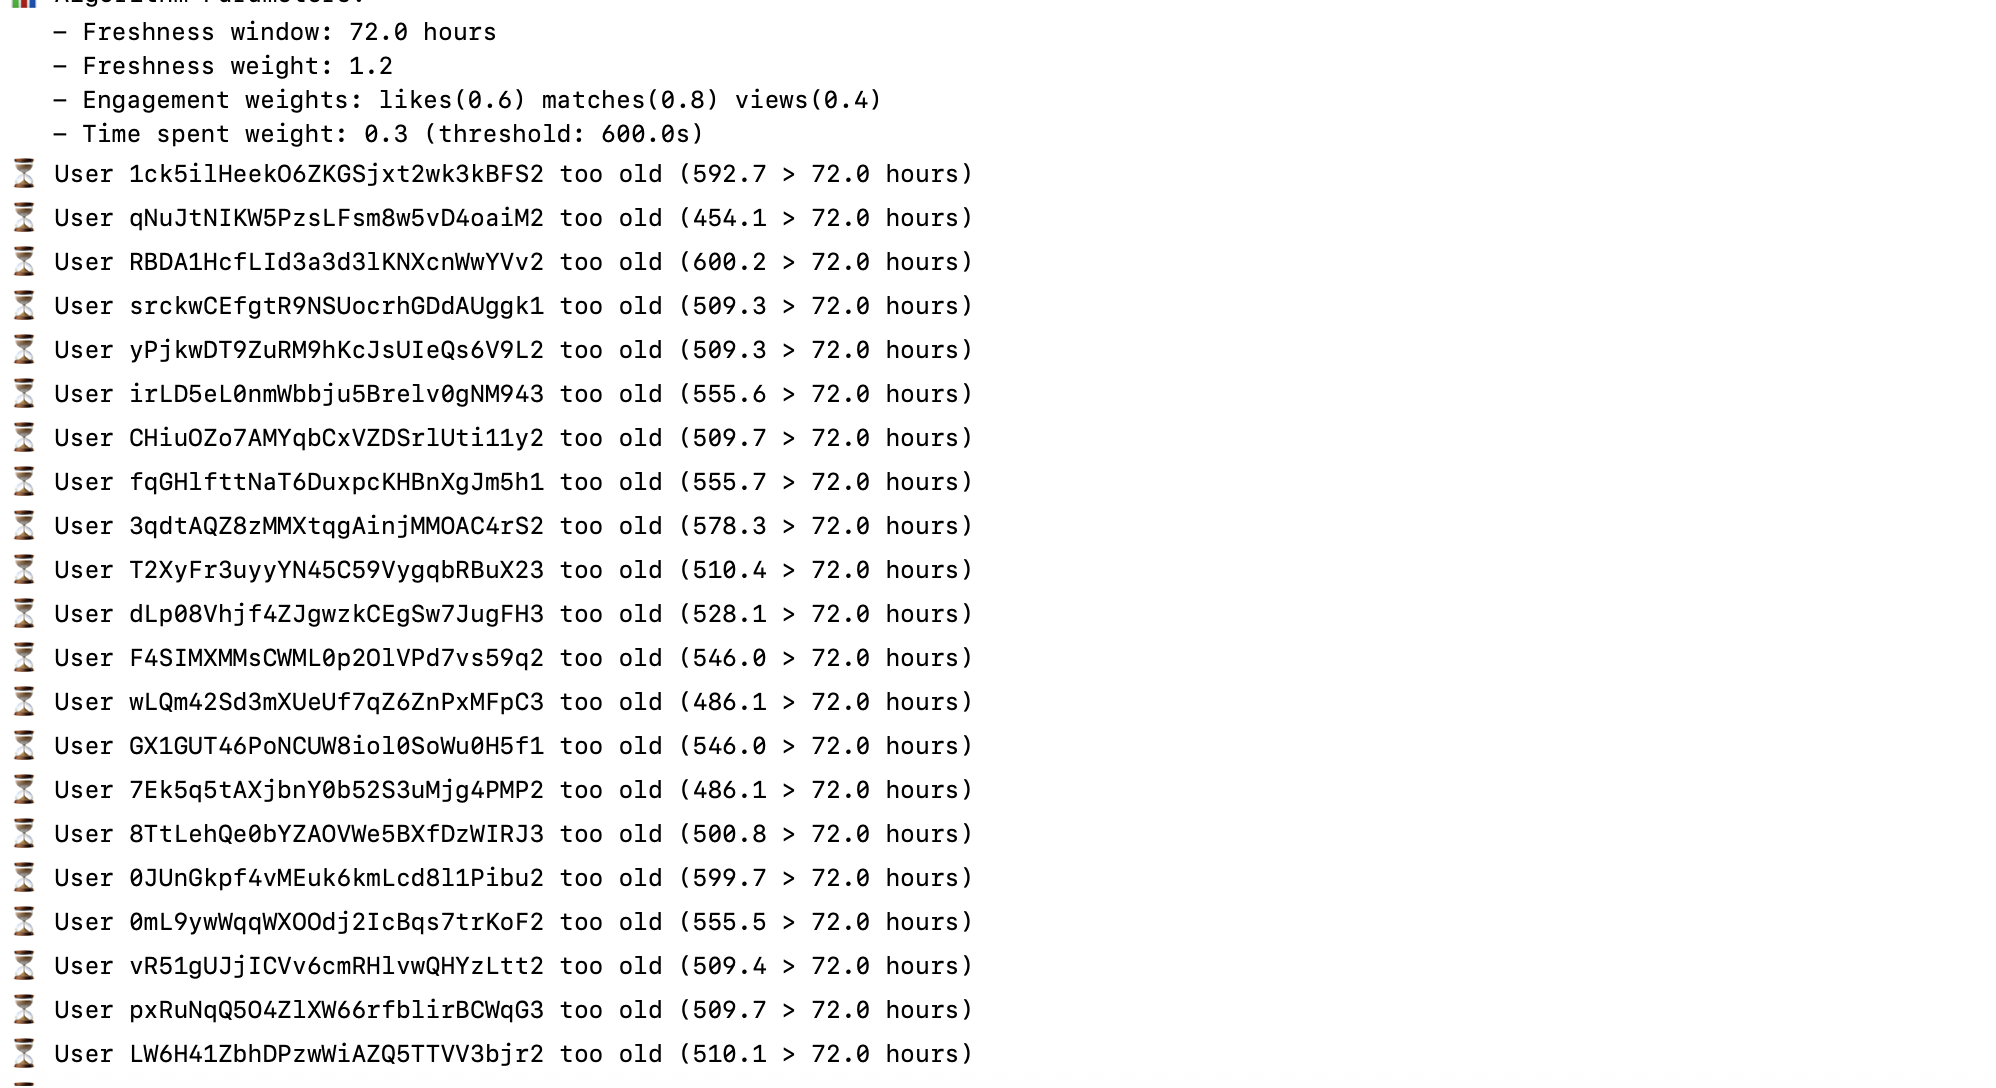 Algorithm Parameters:
– Freshness window: 72.0 hours
– Freshness weight: 1.2
– Engagement weights: likes(0.6) matches(0.8) views(0.4)
– Time spent weight: 0.3 (threshold: 600.0s)
User 1ck5ilHeekO6ZKGSjxt2wk3kBFS2 too old (592.7 > 72.0 hours)
User qNuJtNIKW5PzsLFsm8w5vD4oaiM2 too old (454.1 > 72.0 hours)
User RBDA1HcfLId3a3d3lKNXcnWwYVv2 too old (600.2 > 72.0 hours)
User srckwCEfgtR9NSUocrhGDdAUggk1 too old (509.3 > 72.0 hours)
User yPjkwDT9ZuRM9hKcJsUIeQs6V9L2 too old (509.3 > 72.0 hours)
User irLD5eL0nmWbbju5Brelv0gNM943 too old (555.6 > 72.0 hours)
User CHiuOZo7AMYqbCxVZDSrlUti11y2 too old (509.7 > 72.0 hours)
User fqGHlfttNaT6DuxpcKHBnXgJm5h1 too old (555.7 > 72.0 hours)
User 3qdtAQZ8zMMXtqgAinjMMOAC4rS2 too old (578.3 > 72.0 hours)
User T2XyFr3uyyYN45C59VygqbRBuX23 too old (510.4 > 72.0 hours)
User dLp08Vhjf4ZJgwzkCEgSw7JugFH3 too old (528.1 > 72.0 hours)
User F4SIMXMMsCWML0p2OlVPd7vs59q2 too old (546.0 > 72.0 hours)
User wLQm42Sd3mXUeUf7qZ6ZnPxMFpC3 too old (486.1 > 72.0 hours)
User GX1GUT46PoNCUW8iol0SoWu0H5f1 too old (546.0 > 72.0 hours)
User 7Ek5q5tAXjbnY0b52S3uMjg4PMP2 too old (486.1 > 72.0 hours)
User 8TtLehQe0bYZAOVWe5BXfDzWIRJ3 too old (500.8 > 72.0 hours)
User 0JUnGkpf4vMEuk6kmLcd8l1Pibu2 too old (599.7 > 72.0 hours)
User 0mL9ywWqqWXOOdj2IcBqs7trKoF2 too old (555.5 > 72.0 hours)
User vR51gUJjICVv6cmRHlvwQHYzLtt2 too old (509.4 > 72.0 hours)
User pxRuNqQ5O4ZlXW66rfblirBCWqG3 too old (509.7 > 72.0 hours)
User LW6H41ZbhDPzwWiAZQ5TTVV3bjr2 too old (510.1 > 72.0 hours)